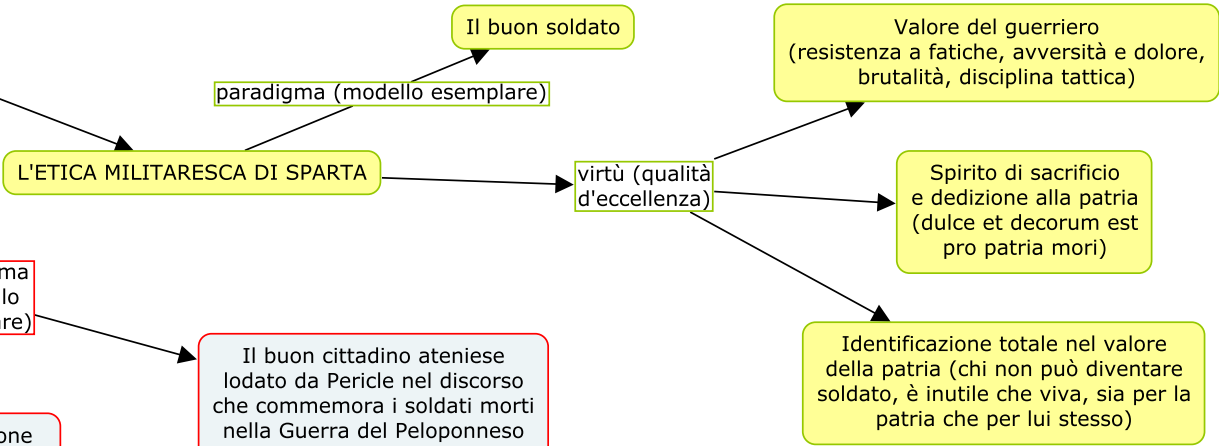 Il buon soldato
paradigma (modello esemplare)
L'ETICA MILITARESCA DI SPARTA
virtù (qualità
d'eccellenza)
Valore del guerriero
(resistenza a fatiche, avversità e dolore,
brutalità, disciplina tattica)
Spirito di sacrificio
e dedizione alla patria
(dulce et decorum est
pro patria mori)
Identificazione totale nel valore
della patria (chi non può diventare
soldato, è inutile che viva, sia per la
patria che per lui stesso)
Il buon cittadino ateniese
lodato da Pericle nel discorso
che commemora i soldati morti
nella Guerra del Peloponneso